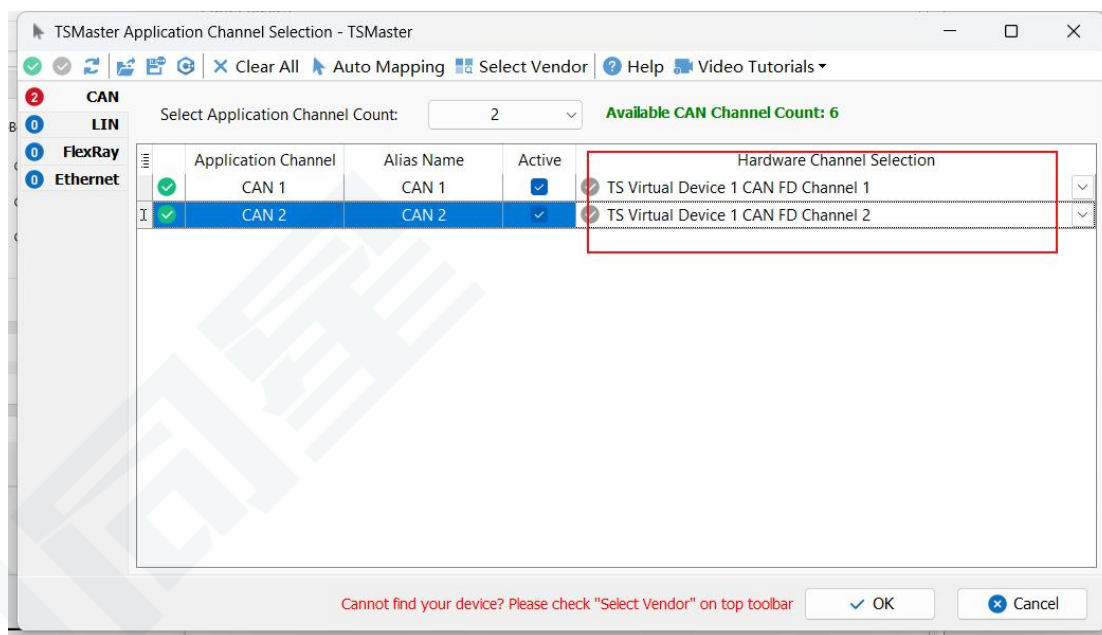 TSMaster Application Channel Selection - TSMaster
Clear All Auto Mapping Select Vendor Help Video Tutorials
2 CAN
0 LIN
0 FlexRay
0 Ethernet
Select Application Channel Count: 2 Available CAN Channel Count: 6
Application Channel Alias Name Active Hardware Channel Selection
CAN 1 CAN 1 TS Virtual Device 1 CAN FD Channel 1
CAN 2 CAN 2 TS Virtual Device 1 CAN FD Channel 2
同星
Cannot find your device? Please check "Select Vendor" on top toolbar OK Cancel